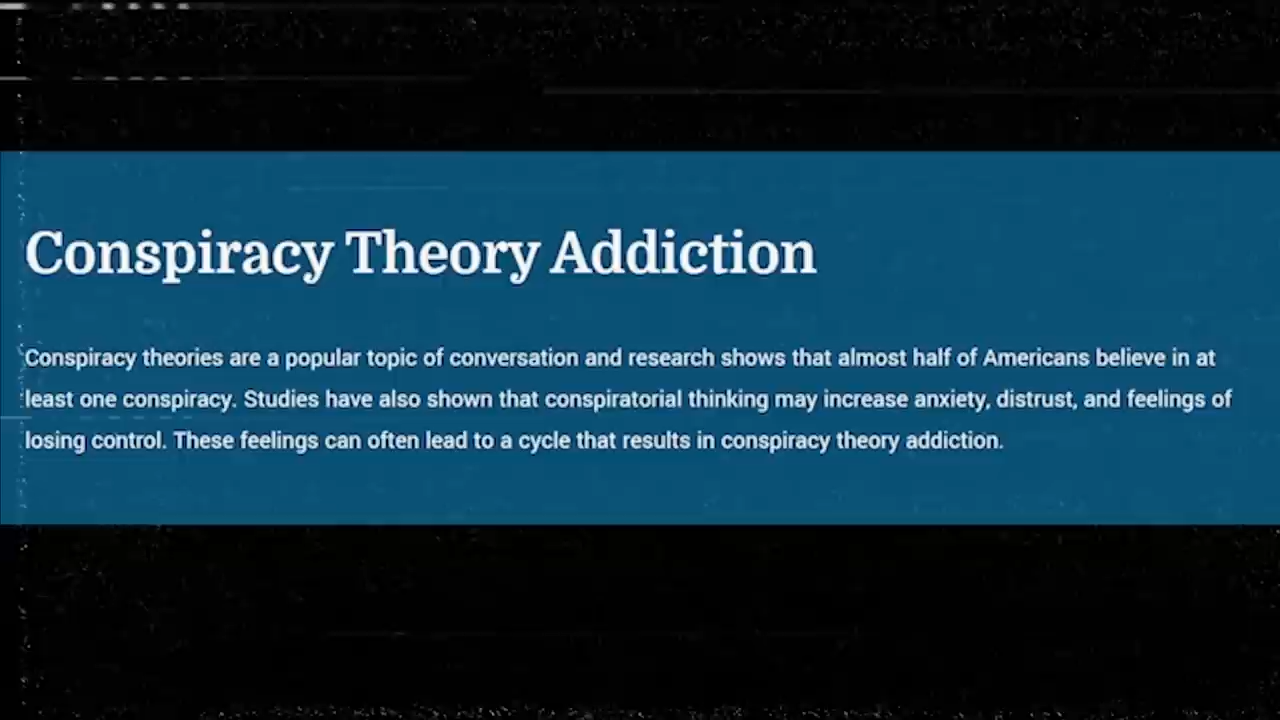 Conspiracy Theory Addiction
Conspiracy theories are a popular topic of conversation and research shows that almost half of Americans believe in at
least one conspiracy. Studies have also shown that conspiratorial thinking may increase anxiety, distrust, and feelings of
losing control. These feelings can often lead to a cycle that results in conspiracy theory addiction.